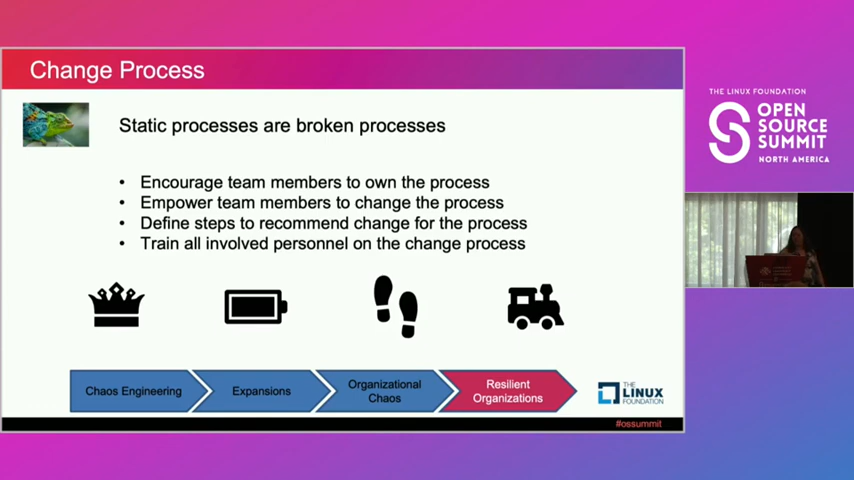 Change Process
Static processes are broken processes
• Encourage team members to own the process
• Empower team members to change the process
• Define steps to recommend change for the process
• Train all involved personnel on the change process
Chaos Engineering
Expansions
Organizational
Chaos
Resilient
Organizations
THE
LINUX
FOUNDATION
#ossummit
THE LINUX FOUNDATION
OPEN
SOURCE
SUMMIT
NORTH AMERICA